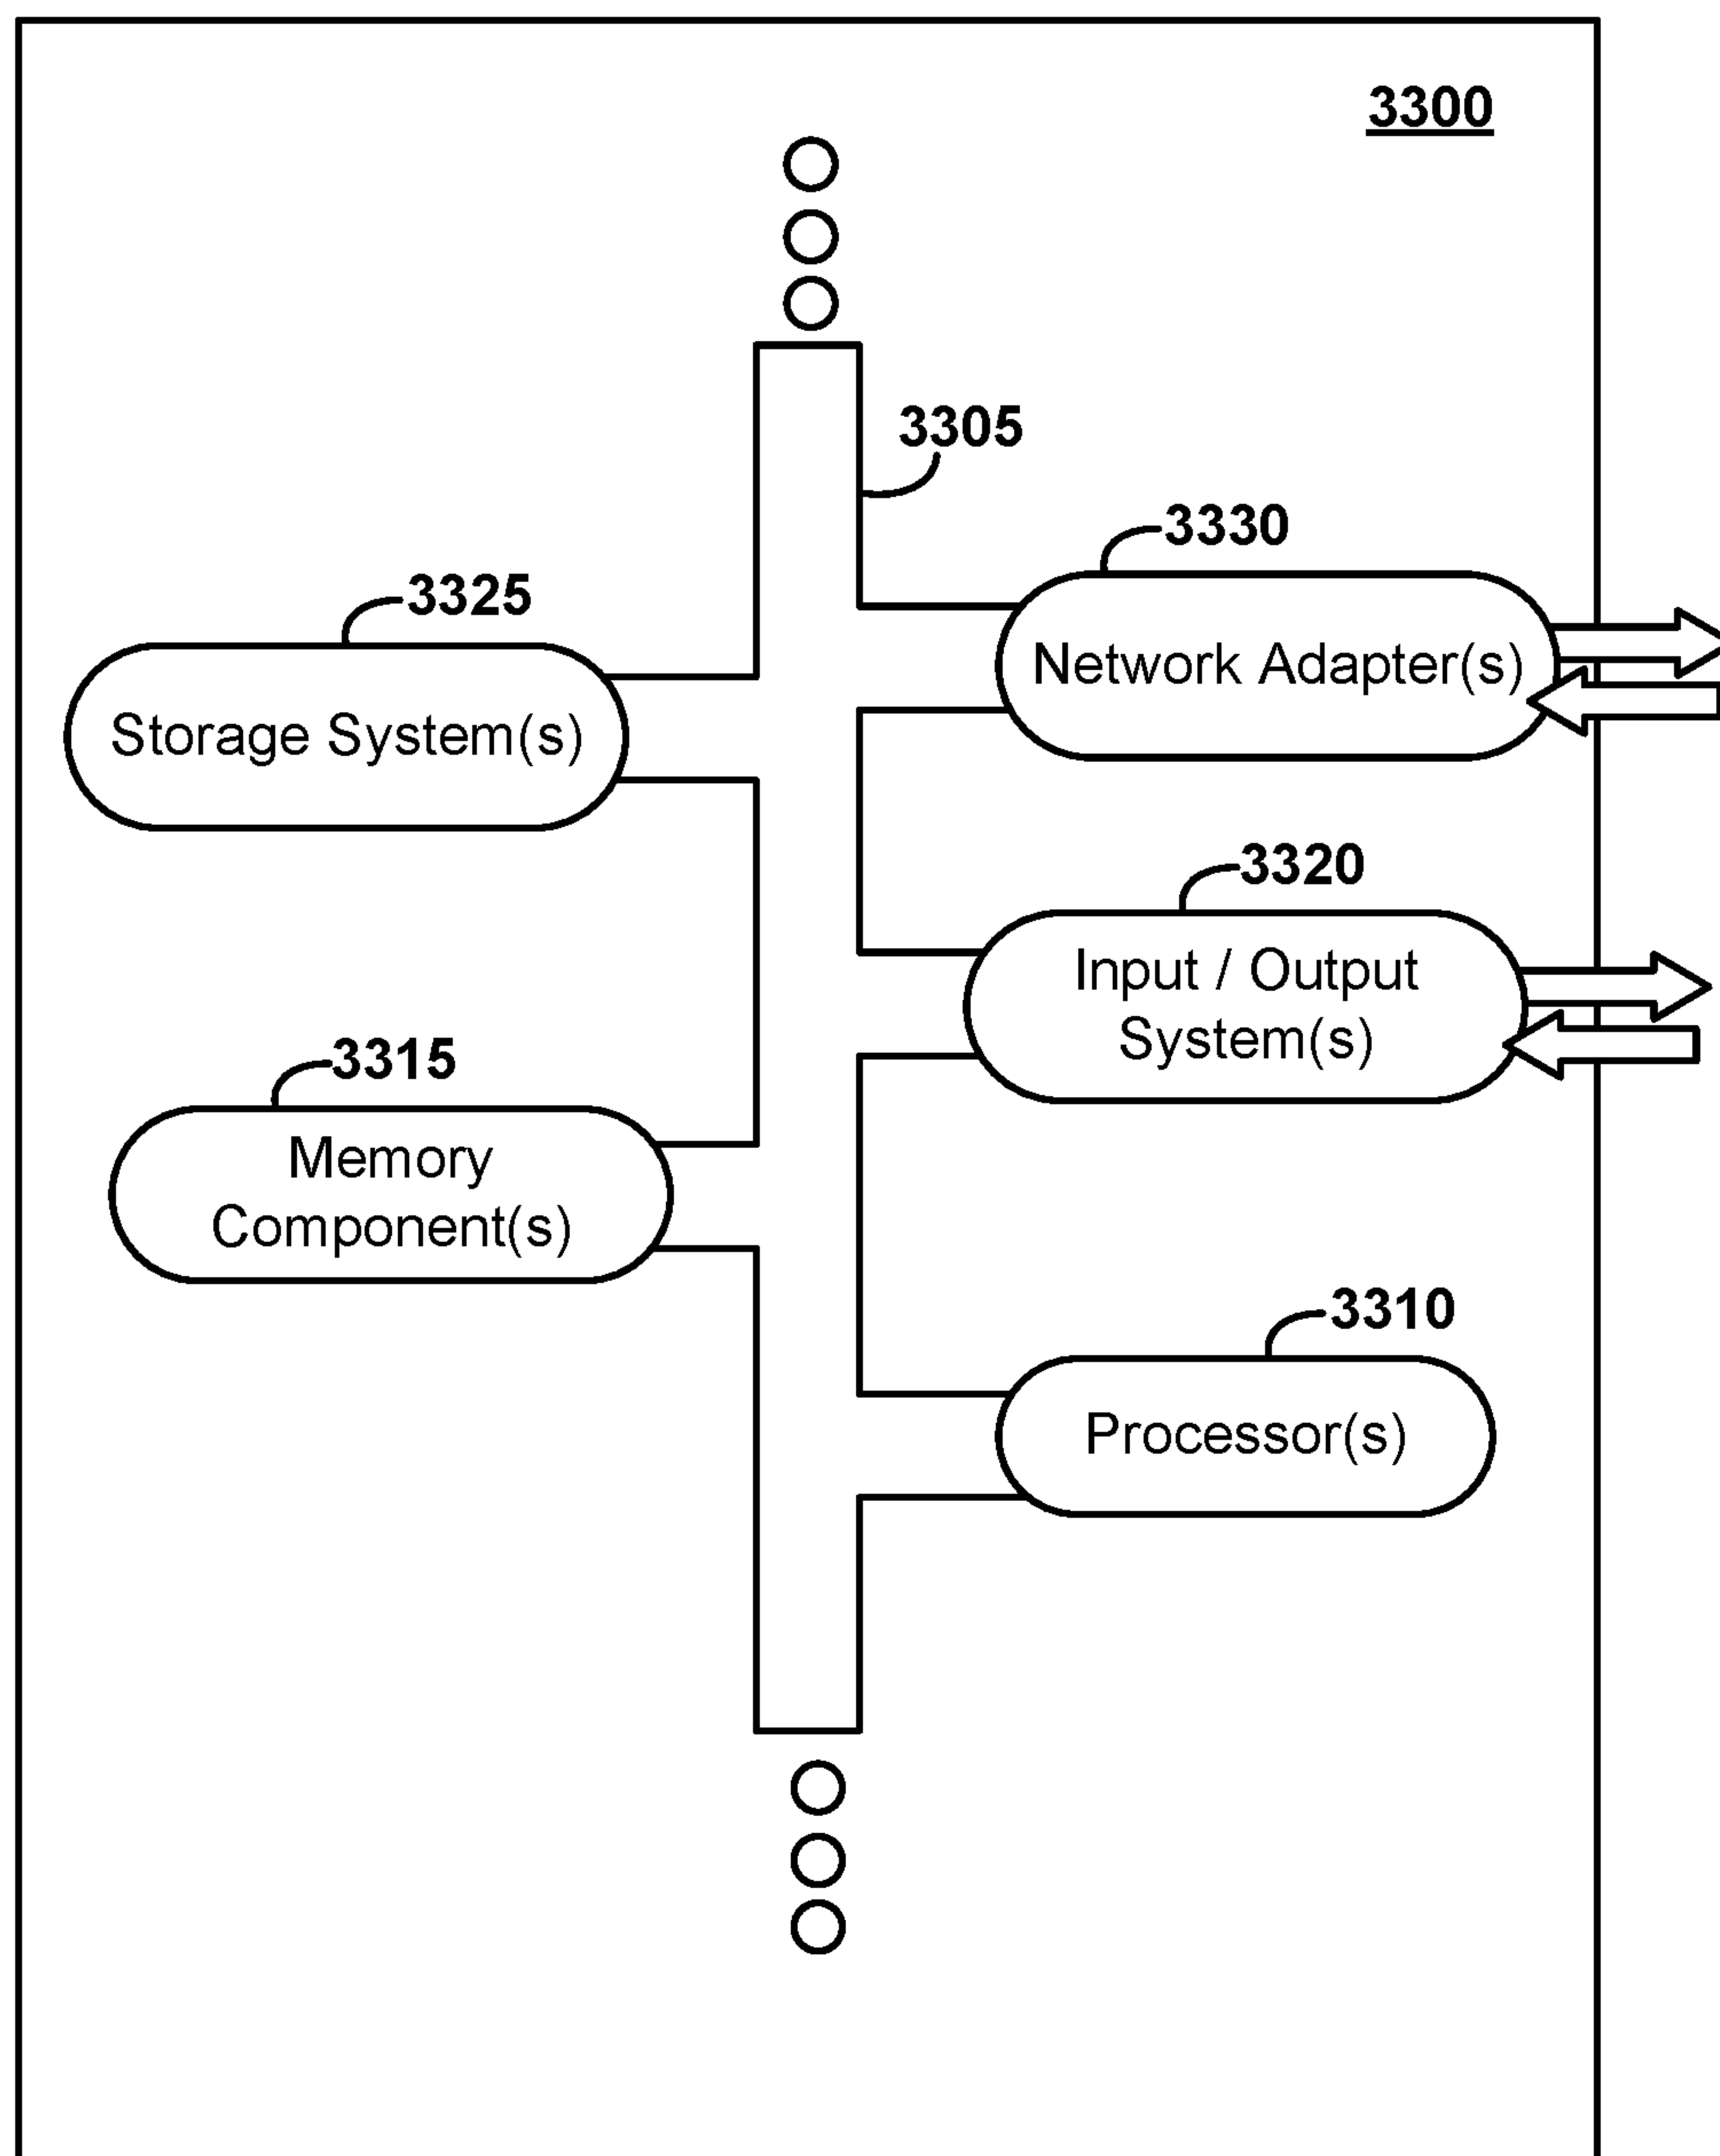 3300
3305
3330
Network Adapter(s)
3325
Storage System(s)
3320
Input / Output
System(s)
3315
Memory
Component(s)
3310
Processor(s)